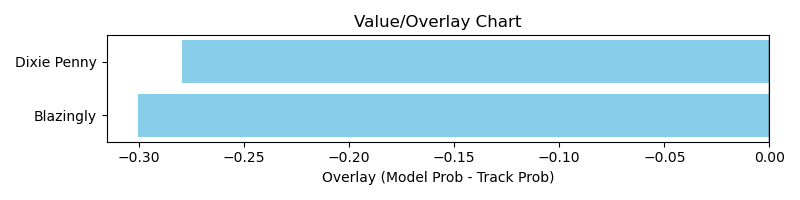 Value/Overlay Chart
Dixie Penny
Blazingly
−0.30 −0.25 −0.20 −0.15 −0.10 −0.05 0.00
Overlay (Model Prob - Track Prob)